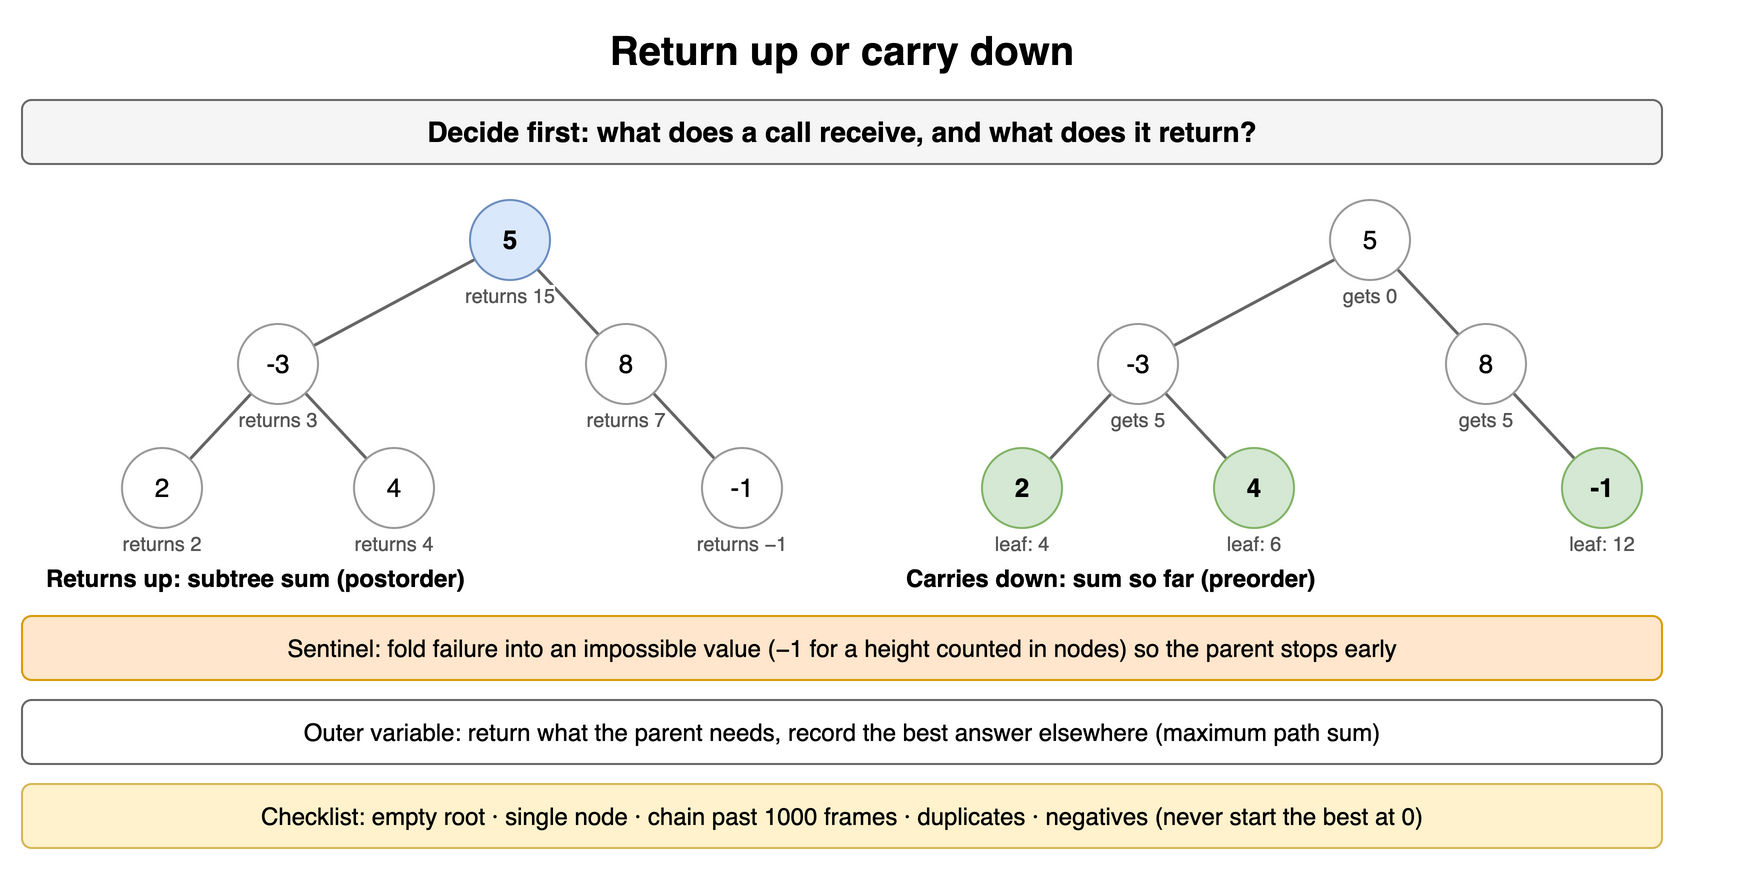 Return up or carry down
Decide first: what does a call receive, and what does it return?
5
returns 15
-3
8
returns 3
returns 7
2
4
-1
returns 2
returns 4
returns −1
Returns up: subtree sum (postorder)
5
gets 0
-3
8
gets 5
gets 5
2
4
-1
leaf: 4
leaf: 6
leaf: 12
Carries down: sum so far (preorder)
Sentinel: fold failure into an impossible value (−1 for a height counted in nodes) so the parent stops early
Outer variable: return what the parent needs, record the best answer elsewhere (maximum path sum)
Checklist: empty root · single node · chain past 1000 frames · duplicates · negatives (never start the best at 0)